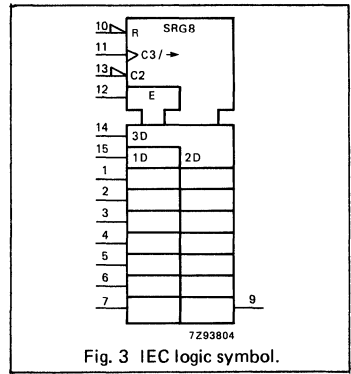 10 R SRG8
11 C3/→
13 C2
12 E
14 3D
15 1D 2D
1
2
3
4
5
6
7 9
7Z93804
Fig. 3 IEC logic symbol.